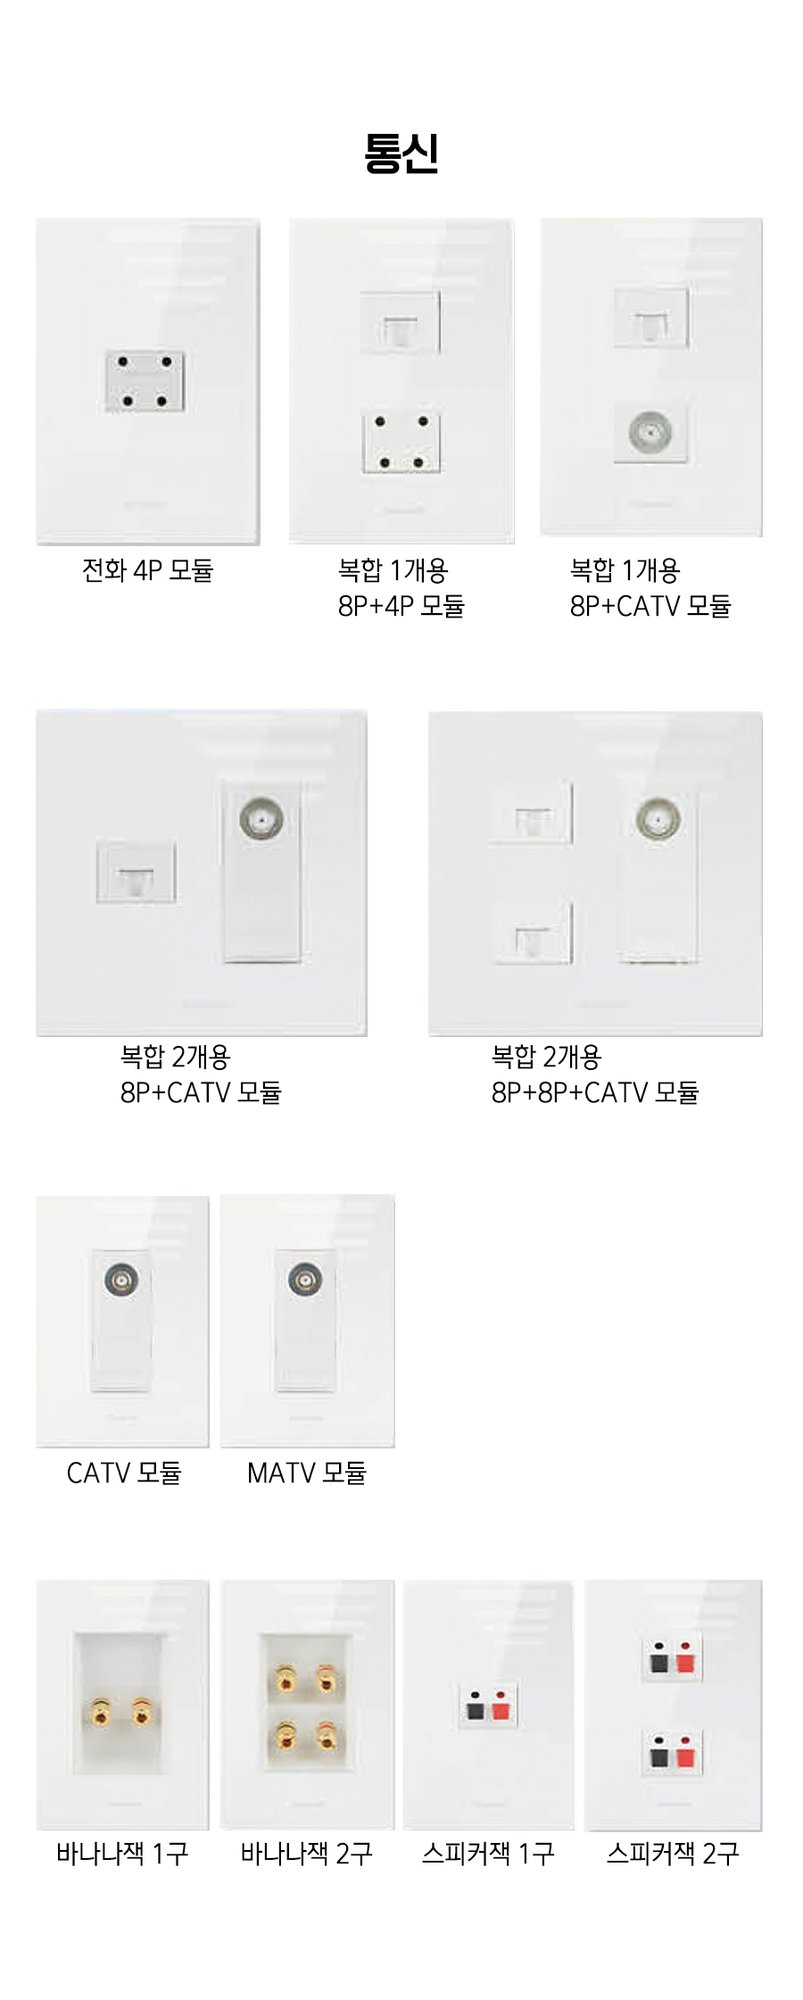 통신
전화 4P 모듈
복합 1개용
8P+4P 모듈
복합 1개용
8P+CATV 모듈
복합 2개용
8P+CATV 모듈
복합 2개용
8P+8P+CATV 모듈
CATV 모듈
MATV 모듈
바나나잭 1구
바나나잭 2구
스피커잭 1구
스피커잭 2구